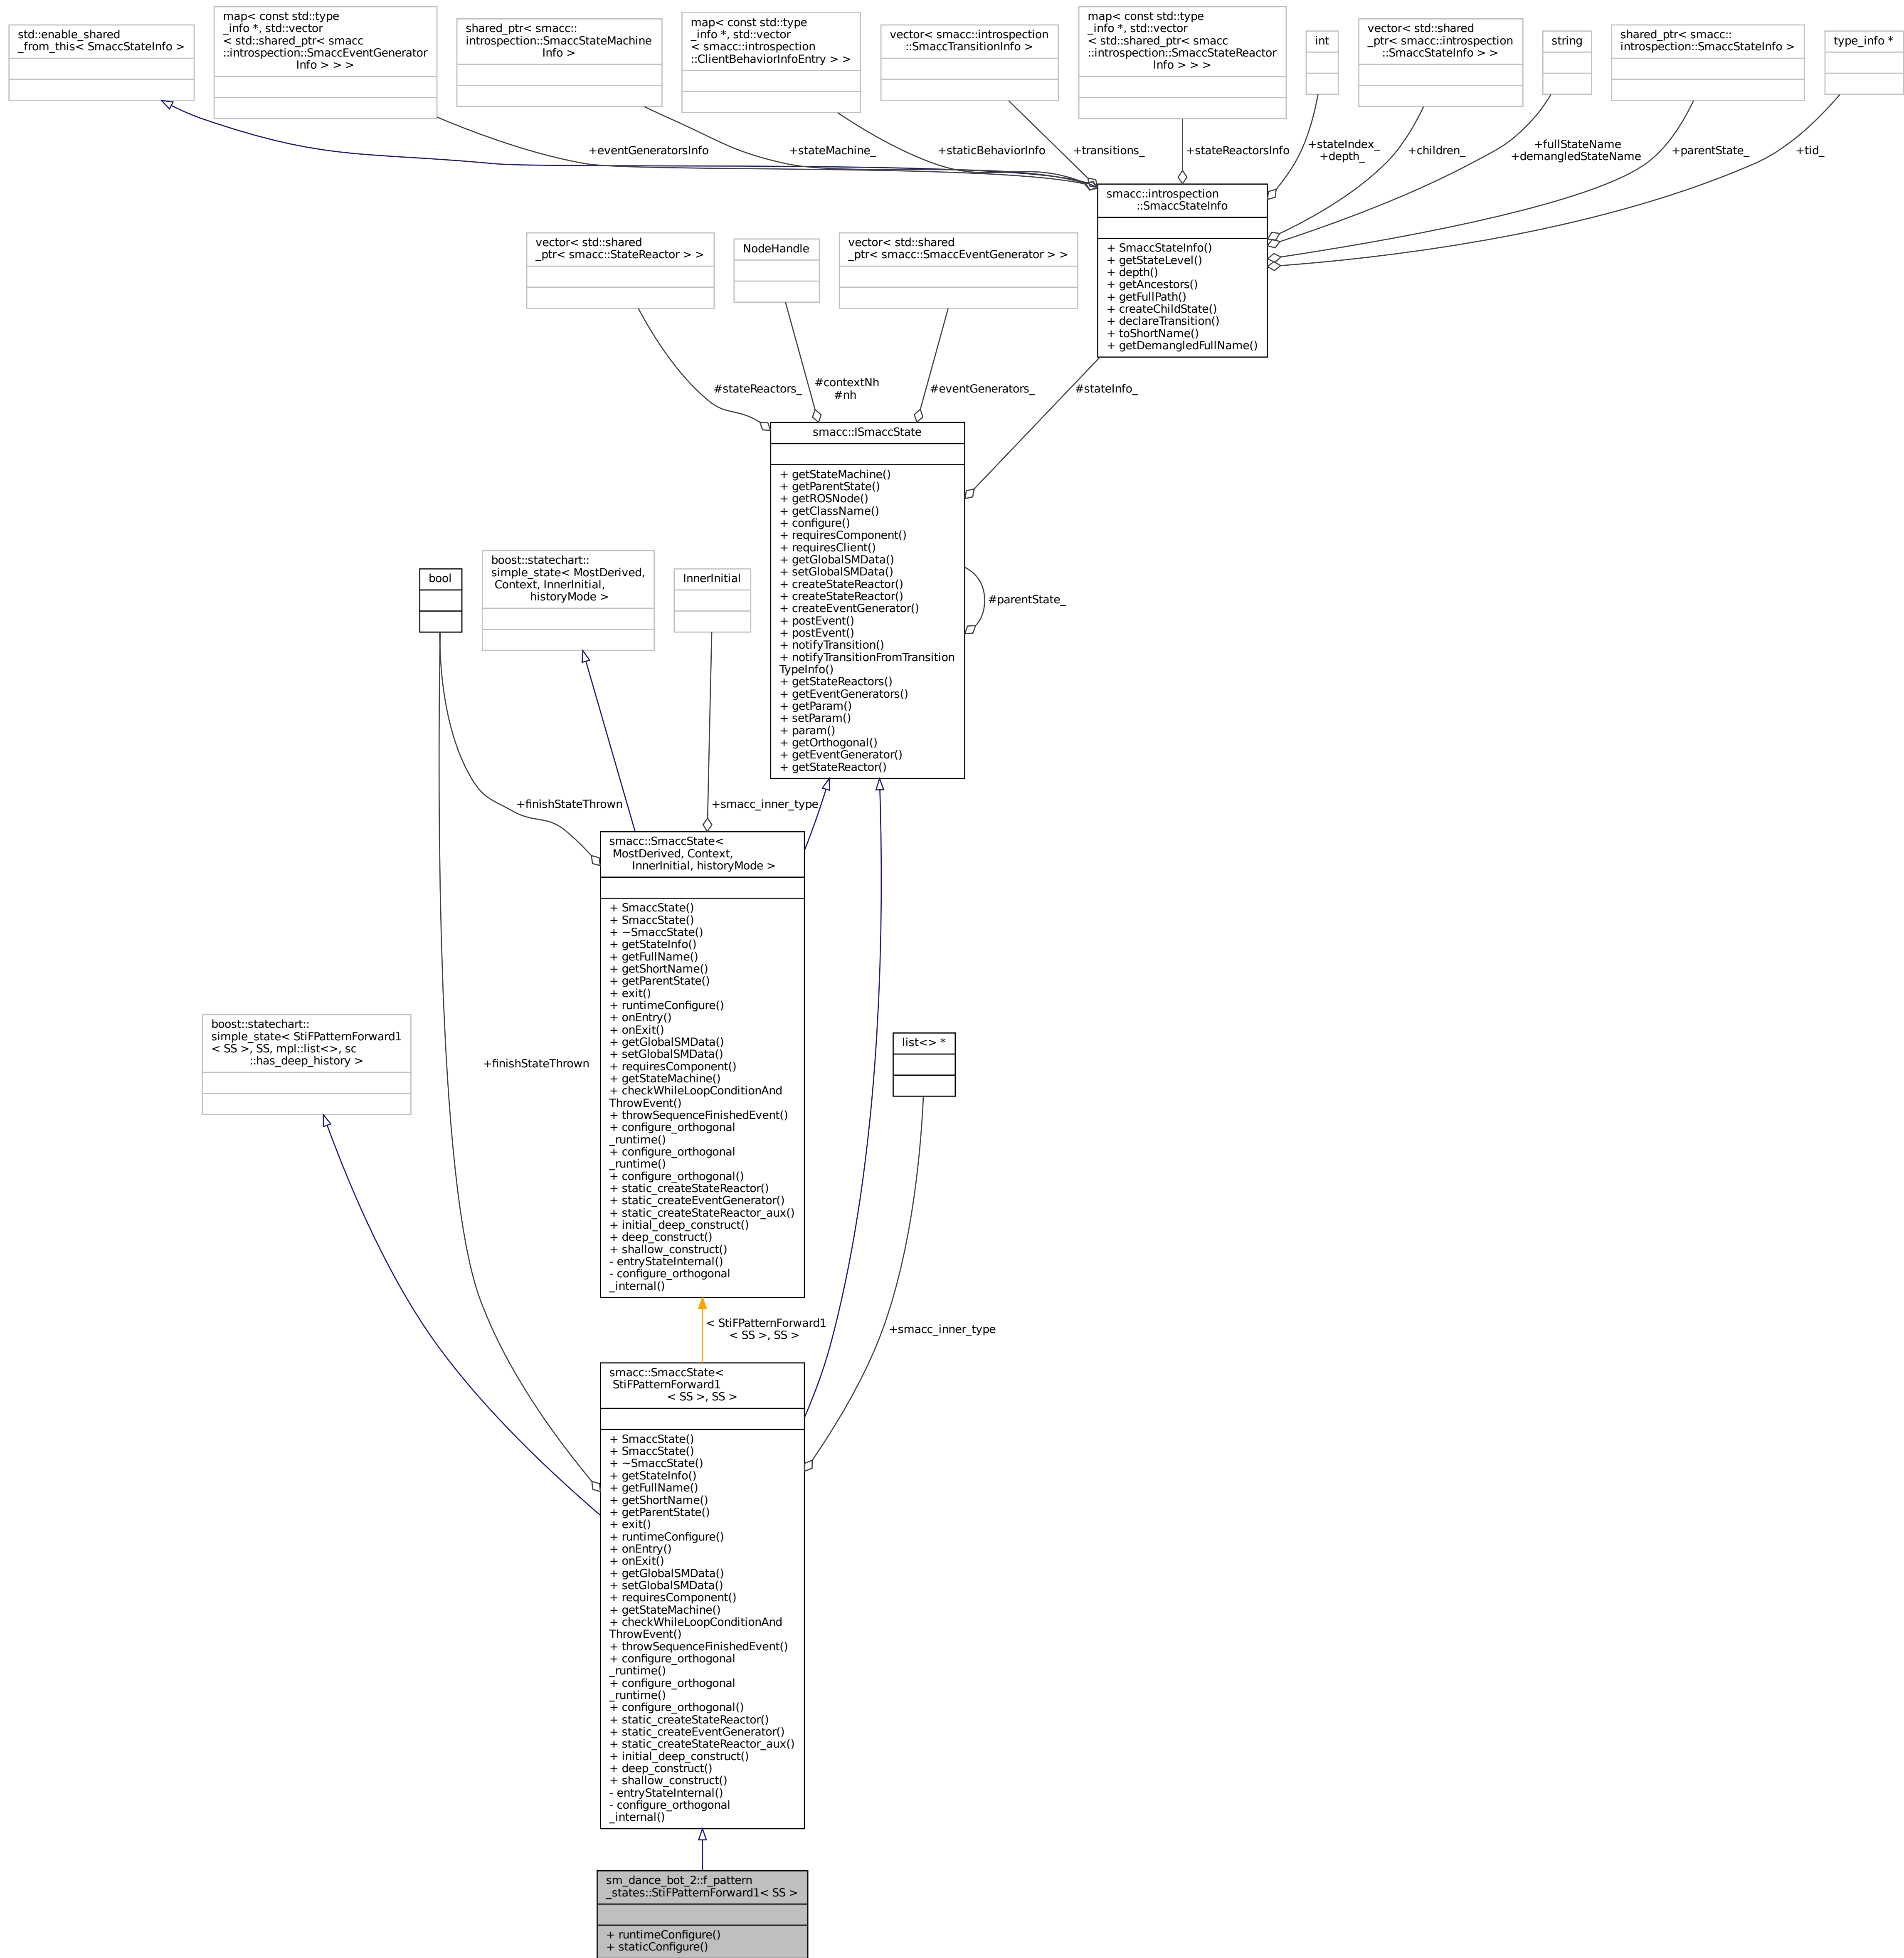 std::enable_shared
_from_this< SmaccStateInfo >
map< const std::type
_info *, std::vector
< std::shared_ptr< smacc
::introspection::SmaccEventGenerator
Info > > >
shared_ptr< smacc::
introspection::SmaccStateMachine
Info >
map< const std::type
_info *, std::vector
< smacc::introspection
::ClientBehaviorInfoEntry > >
vector< smacc::introspection
::SmaccTransitionInfo >
map< const std::type
_info *, std::vector
< std::shared_ptr< smacc
::introspection::SmaccStateReactor
Info > > >
int
vector< std::shared
_ptr< smacc::introspection
::SmaccStateInfo > >
string
shared_ptr< smacc::
introspection::SmaccStateInfo >
type_info *
+eventGeneratorsInfo
+stateMachine_
+staticBehaviorInfo
+transitions_
+stateReactorsInfo
+stateIndex_
+depth_
+children_
+fullStateName
+demangledStateName
+parentState_
+tid_
smacc::introspection
::SmaccStateInfo
+ SmaccStateInfo()
+ getStateLevel()
+ depth()
+ getAncestors()
+ getFullPath()
+ createChildState()
+ declareTransition()
+ toShortName()
+ getDemangledFullName()
vector< std::shared
_ptr< smacc::StateReactor > >
NodeHandle
vector< std::shared
_ptr< smacc::SmaccEventGenerator > >
#stateReactors_
#contextNh
#nh
#eventGenerators_
#stateInfo_
smacc::ISmaccState
+ getStateMachine()
+ getParentState()
+ getROSNode()
+ getClassName()
+ configure()
+ requiresComponent()
+ requiresClient()
+ getGlobalSMData()
+ setGlobalSMData()
+ createStateReactor()
+ createStateReactor()
+ createEventGenerator()
+ postEvent()
+ postEvent()
+ notifyTransition()
+ notifyTransitionFromTransition
TypeInfo()
+ getStateReactors()
+ getEventGenerators()
+ getParam()
+ setParam()
+ param()
+ getOrthogonal()
+ getEventGenerator()
+ getStateReactor()
#parentState_
bool
boost::statechart::
simple_state< MostDerived,
Context, InnerInitial,
historyMode >
InnerInitial
+finishStateThrown
+smacc_inner_type
smacc::SmaccState<
MostDerived, Context,
InnerInitial, historyMode >
+ SmaccState()
+ SmaccState()
+ ~SmaccState()
+ getStateInfo()
+ getFullName()
+ getShortName()
+ getParentState()
+ exit()
+ runtimeConfigure()
+ onEntry()
+ onExit()
+ getGlobalSMData()
+ setGlobalSMData()
+ requiresComponent()
+ getStateMachine()
+ checkWhileLoopConditionAnd
ThrowEvent()
+ throwSequenceFinishedEvent()
+ configure_orthogonal
_runtime()
+ configure_orthogonal
_runtime()
+ configure_orthogonal()
+ static_createStateReactor()
+ static_createEventGenerator()
+ static_createStateReactor_aux()
+ initial_deep_construct()
+ deep_construct()
+ shallow_construct()
- entryStateInternal()
- configure_orthogonal
_internal()
boost::statechart::
simple_state< StiFPatternForward1
< SS >, SS, mpl::list<>, sc
::has_deep_history >
+finishStateThrown
list<> *
< StiFPatternForward1
< SS >, SS >
+smacc_inner_type
smacc::SmaccState<
StiFPatternForward1
< SS >, SS >
+ SmaccState()
+ SmaccState()
+ ~SmaccState()
+ getStateInfo()
+ getFullName()
+ getShortName()
+ getParentState()
+ exit()
+ runtimeConfigure()
+ onEntry()
+ onExit()
+ getGlobalSMData()
+ setGlobalSMData()
+ requiresComponent()
+ getStateMachine()
+ checkWhileLoopConditionAnd
ThrowEvent()
+ throwSequenceFinishedEvent()
+ configure_orthogonal
_runtime()
+ configure_orthogonal
_runtime()
+ configure_orthogonal()
+ static_createStateReactor()
+ static_createEventGenerator()
+ static_createStateReactor_aux()
+ initial_deep_construct()
+ deep_construct()
+ shallow_construct()
- entryStateInternal()
- configure_orthogonal
_internal()
sm_dance_bot_2::f_pattern
_states::StiFPatternForward1< SS >
+ runtimeConfigure()
+ staticConfigure()